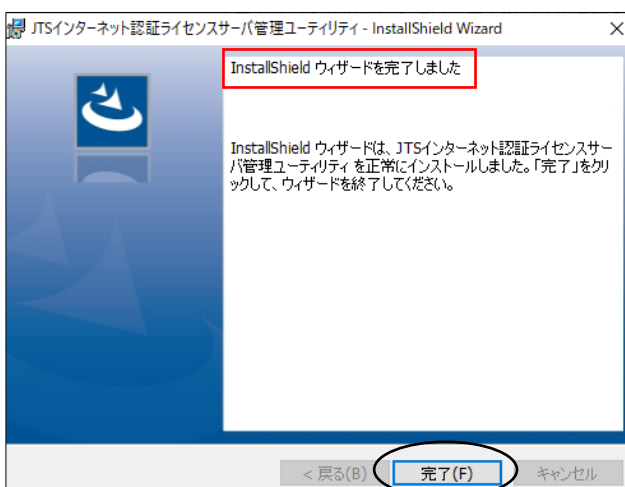 JTSインターネット認証ライセンスサーバ管理ユーティリティ - InstallShield Wizard
InstallShield ウィザードを完了しました
InstallShield ウィザードは、JTSインターネット認証ライセンスサー
バ管理ユーティリティ を正常にインストールしました。「完了」をクリ
ックして、ウィザードを終了してください。
< 戻る(B)
完了(F)
キャンセル